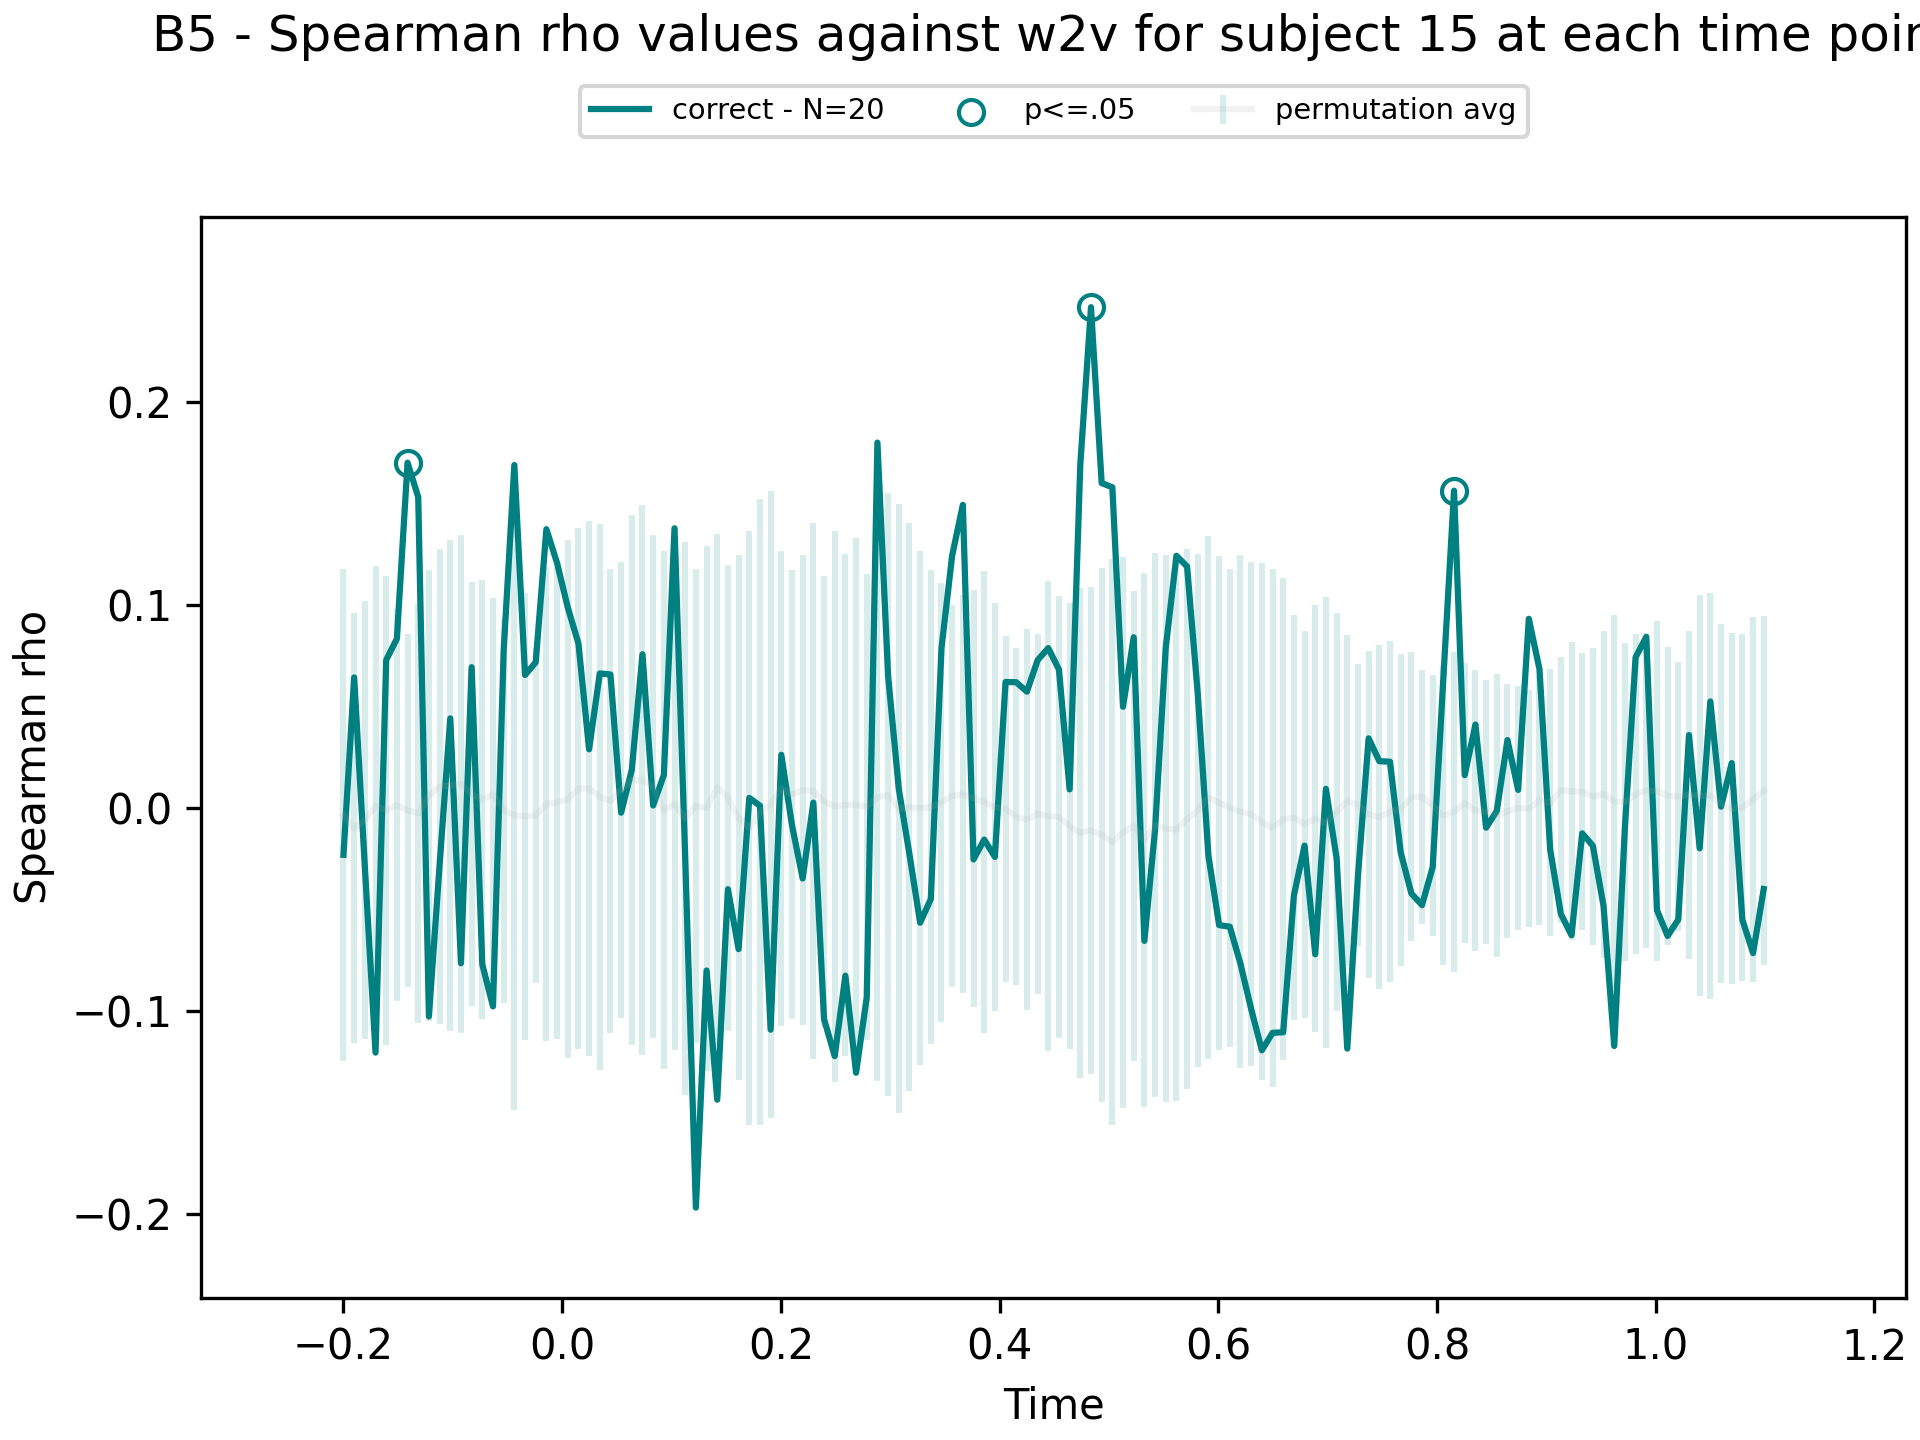 B5 - Spearman rho values against w2v for subject 15 at each time
correct - N=20 p<=.05 permutation avg
Spearman rho
0.2
0.1
0.0
−0.1
−0.2
−0.2 0.0 0.2 0.4 0.6 0.8 1.0 1.2
Time